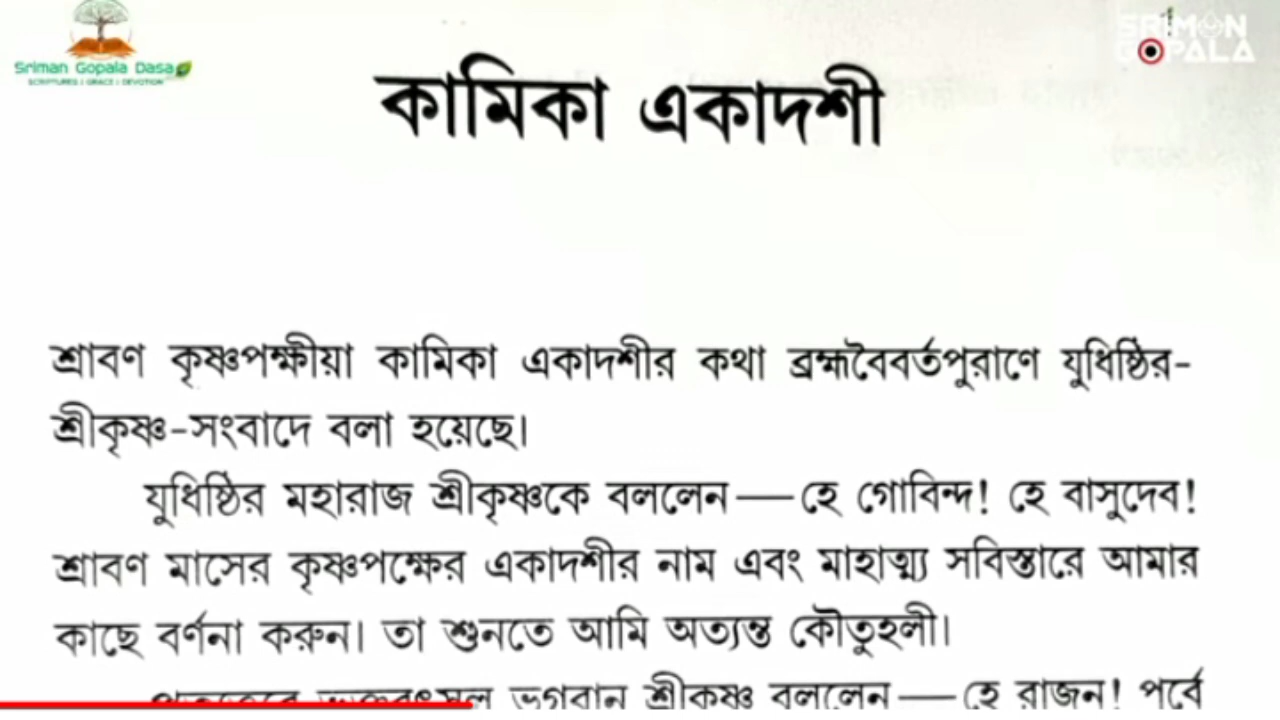 Sriman Gopala Dasa
SCRIPTURES | GRACE | DEVOTION
SRIMON
GOPALA
কামিকা একাদশী
শ্রাবণ কৃষ্ণপক্ষীয়া কামিকা একাদশীর কথা ব্রহ্মবৈবর্তপুরাণে যুধিষ্ঠির-
শ্রীকৃষ্ণ-সংবাদে বলা হয়েছে।
যুধিষ্ঠির মহারাজ শ্রীকৃষ্ণকে বললেন—হে গোবিন্দ! হে বাসুদেব!
শ্রাবণ মাসের কৃষ্ণপক্ষের একাদশীর নাম এবং মাহাত্ম্য সবিস্তারে আমার
কাছে বর্ণনা করুন। তা শুনতে আমি অত্যন্ত কৌতুহলী।
ভগবান শ্রীকৃষ্ণ বললেন—হে রাজন! পূর্বে